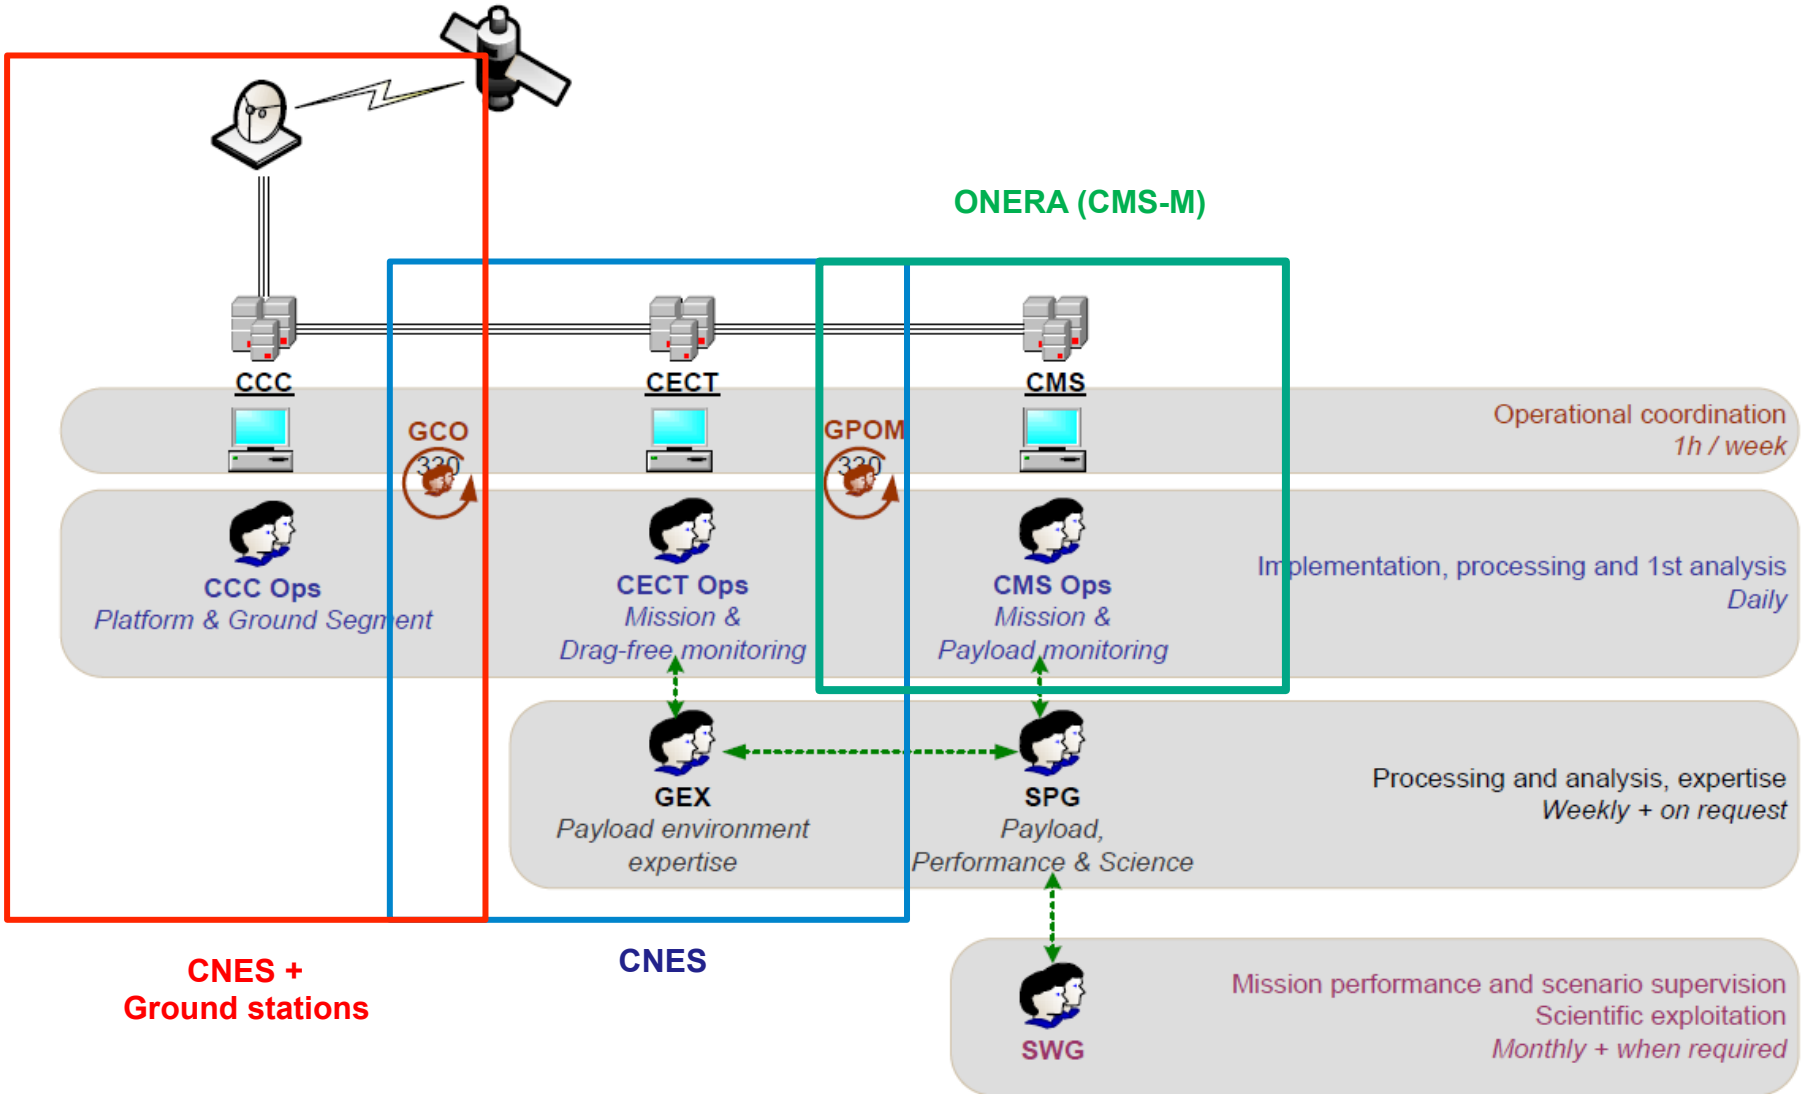 ONERA (CMS-M)
CCC
CECT
CMS
GCO
330
GPOM
330
Operational coordination
1h / week
CCC Ops
Platform & Ground Segment
CECT Ops
Mission &
Drag-free monitoring
CMS Ops
Mission &
Payload monitoring
Implementation, processing and 1st analysis
Daily
GEX
Payload environment
expertise
SPG
Payload,
Performance & Science
Processing and analysis, expertise
Weekly + on request
CNES +
Ground stations
CNES
SWG
Mission performance and scenario supervision
Scientific exploitation
Monthly + when required